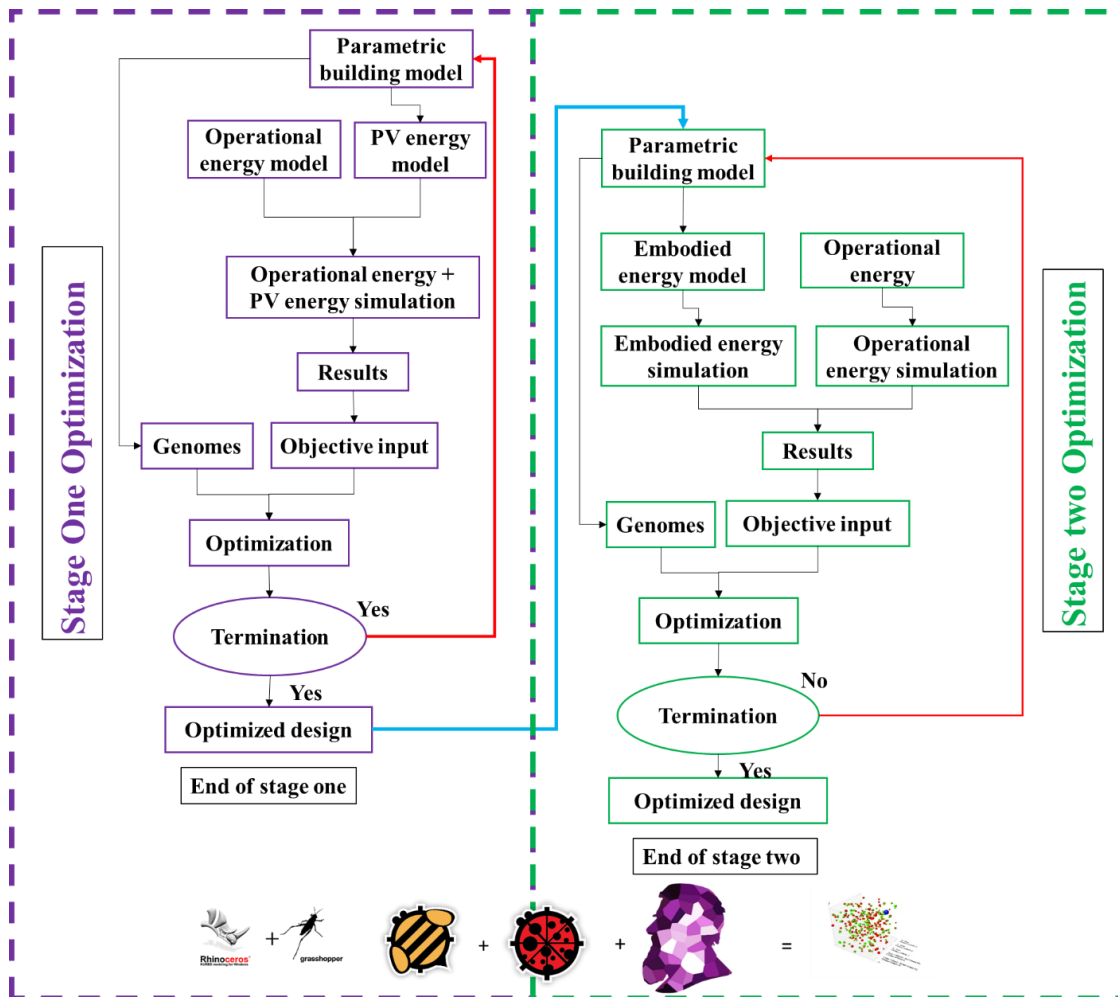 Stage One Optimization
Parametric
building model
Operational
energy model
PV energy
model
Operational energy +
PV energy simulation
Results
Genomes
Objective input
Optimization
Yes
Termination
Yes
Optimized design
End of stage one
Parametric
building model
Embodied
energy model
Operational
energy
Embodied energy
simulation
Operational
energy simulation
Results
Genomes
Objective input
Optimization
No
Termination
Yes
Optimized design
End of stage two
Stage two Optimization
Rhinoceros
+
grasshopper
+
+
=